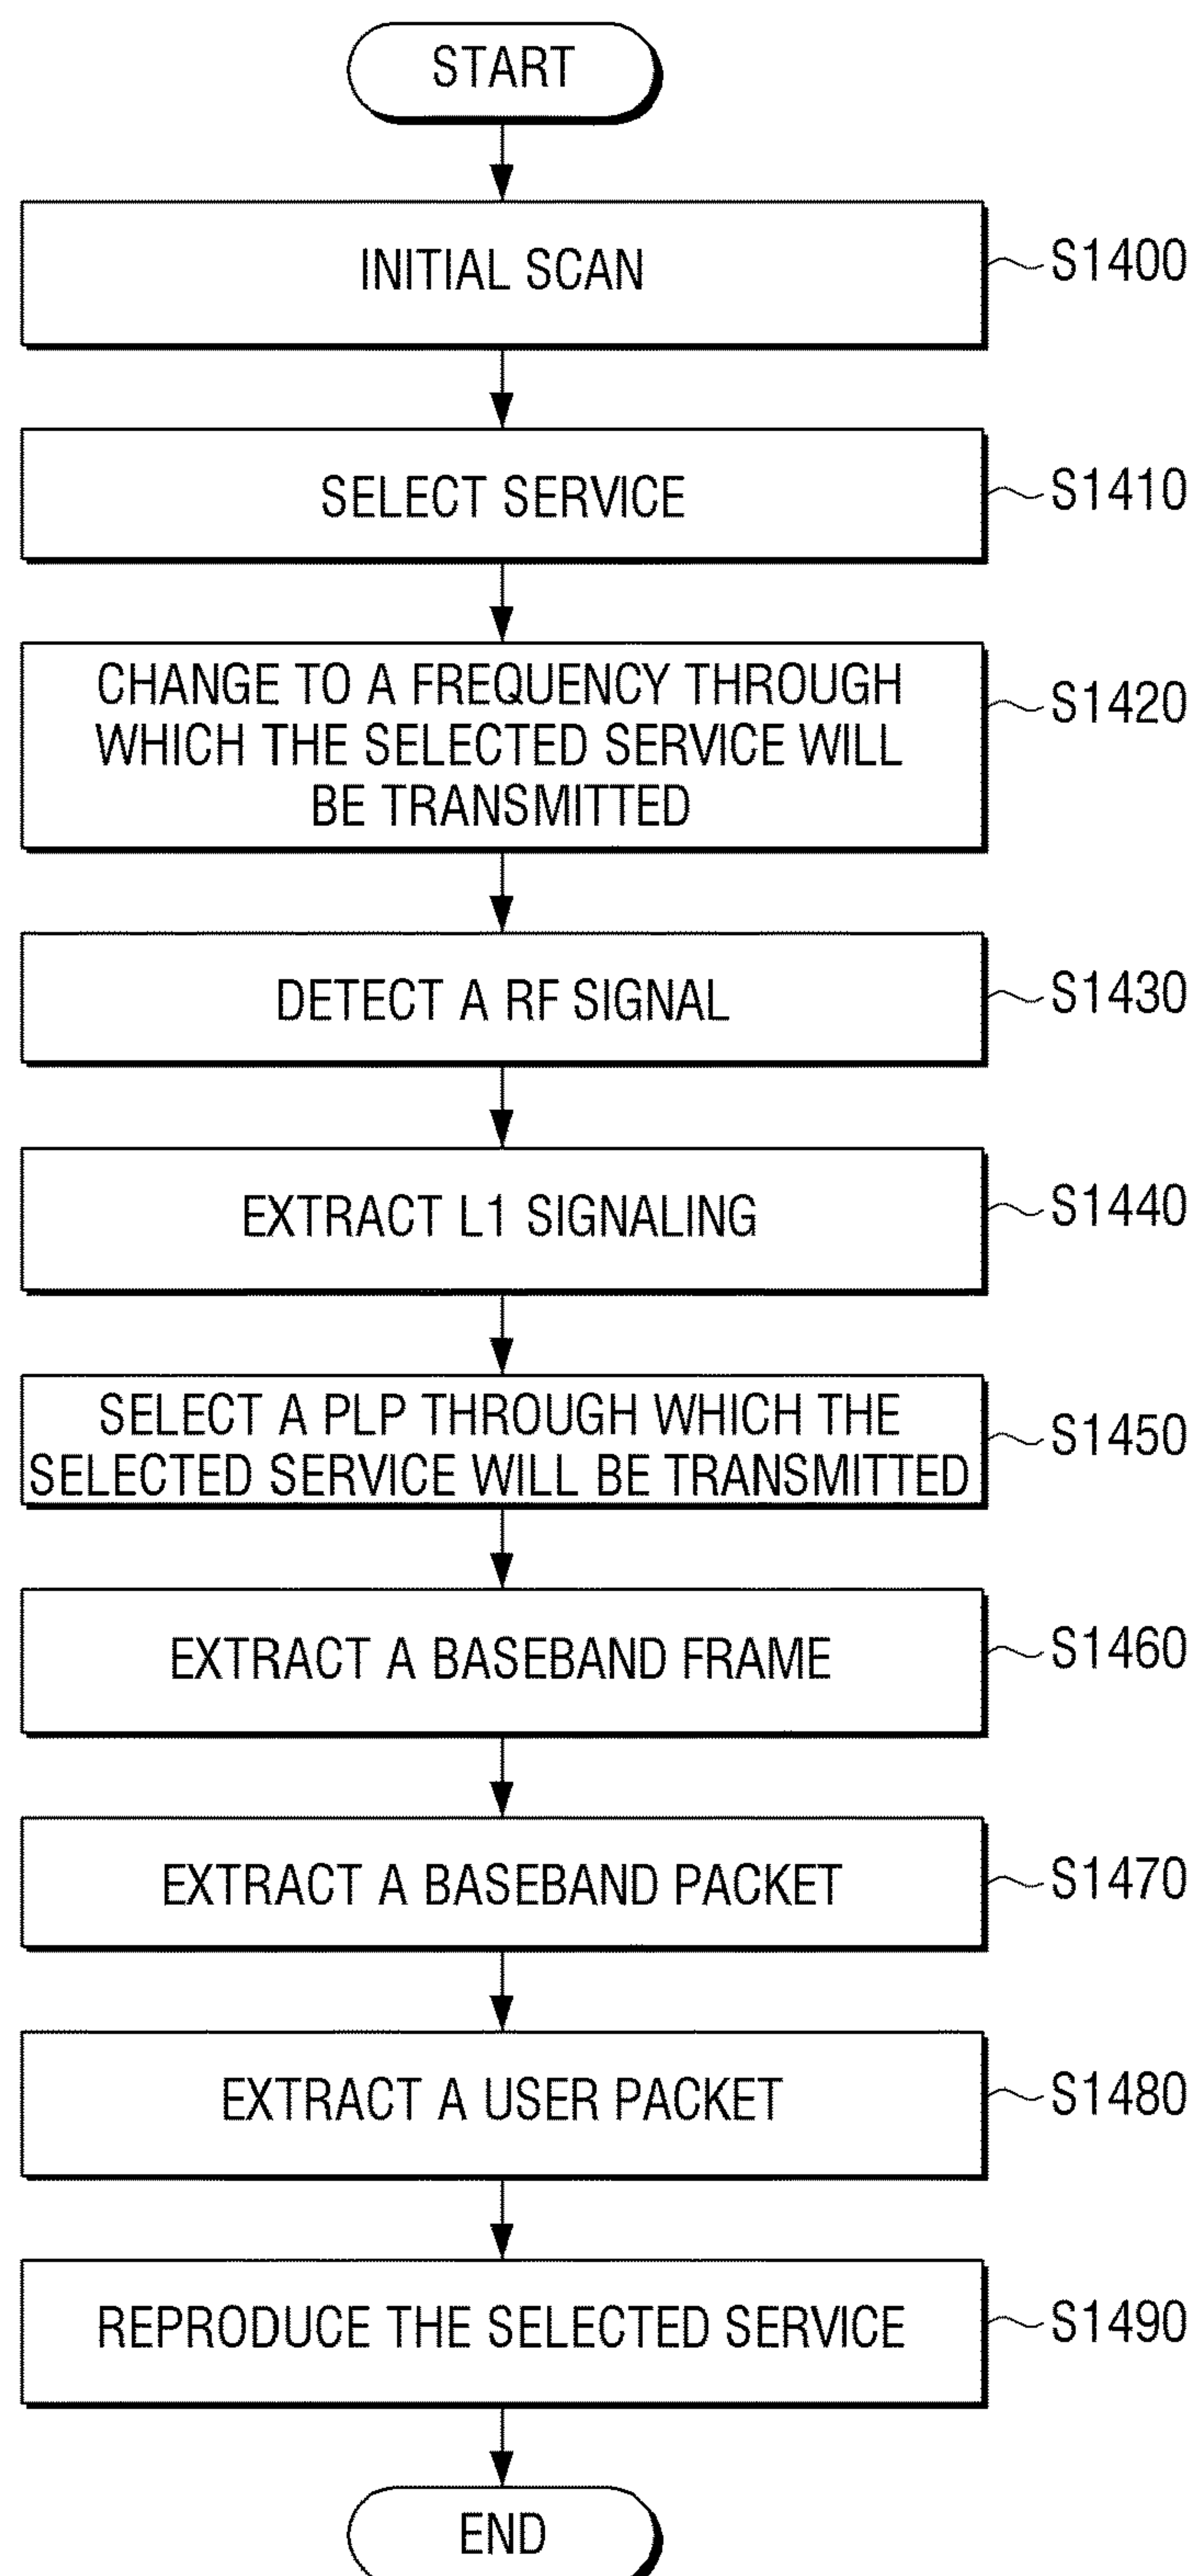 START
INITIAL SCAN
S1400
SELECT SERVICE
S1410
CHANGE TO A FREQUENCY THROUGH
WHICH THE SELECTED SERVICE WILL
BE TRANSMITTED
S1420
DETECT A RF SIGNAL
S1430
EXTRACT L1 SIGNALING
S1440
SELECT A PLP THROUGH WHICH THE
SELECTED SERVICE WILL BE TRANSMITTED
S1450
EXTRACT A BASEBAND FRAME
S1460
EXTRACT A BASEBAND PACKET
S1470
EXTRACT A USER PACKET
S1480
REPRODUCE THE SELECTED SERVICE
S1490
END